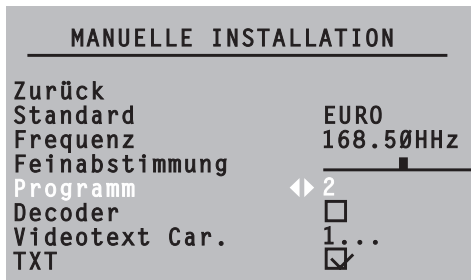 MANUELLE INSTALLATION
Zurück
Standard EURO
Frequenz 168.50HHz
Feinabstimmung
Programm 2
Decoder
Videotext Car. 1...
TXT